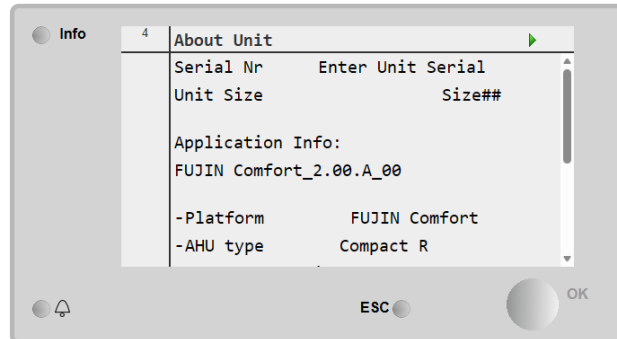 Info
4 About Unit
Serial Nr Enter Unit Serial
Unit Size Size##
Application Info:
FUJIN Comfort_2.00.A_00
-Platform FUJIN Comfort
-AHU type Compact R
ESC
OK